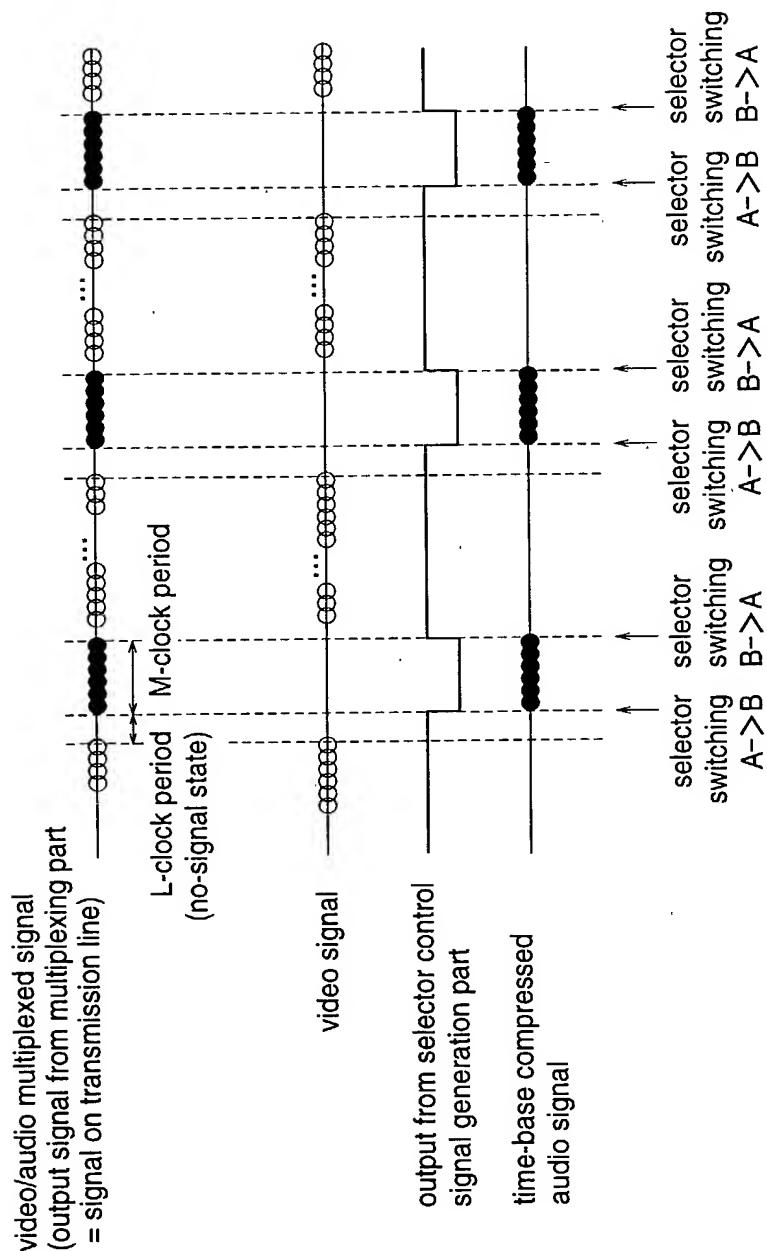 video/audio multiplexed signal
(output signal from multiplexing part
= signal on transmission line)
L-clock period
(no-signal state)
M-clock period
...
...
video signal
...
...
output from selector control
signal generation part
time-base compressed
audio signal
selector
switching
A->B
selector
switching
B->A
selector
switching
A->B
selector
switching
B->A
selector
switching
A->B
selector
switching
B->A